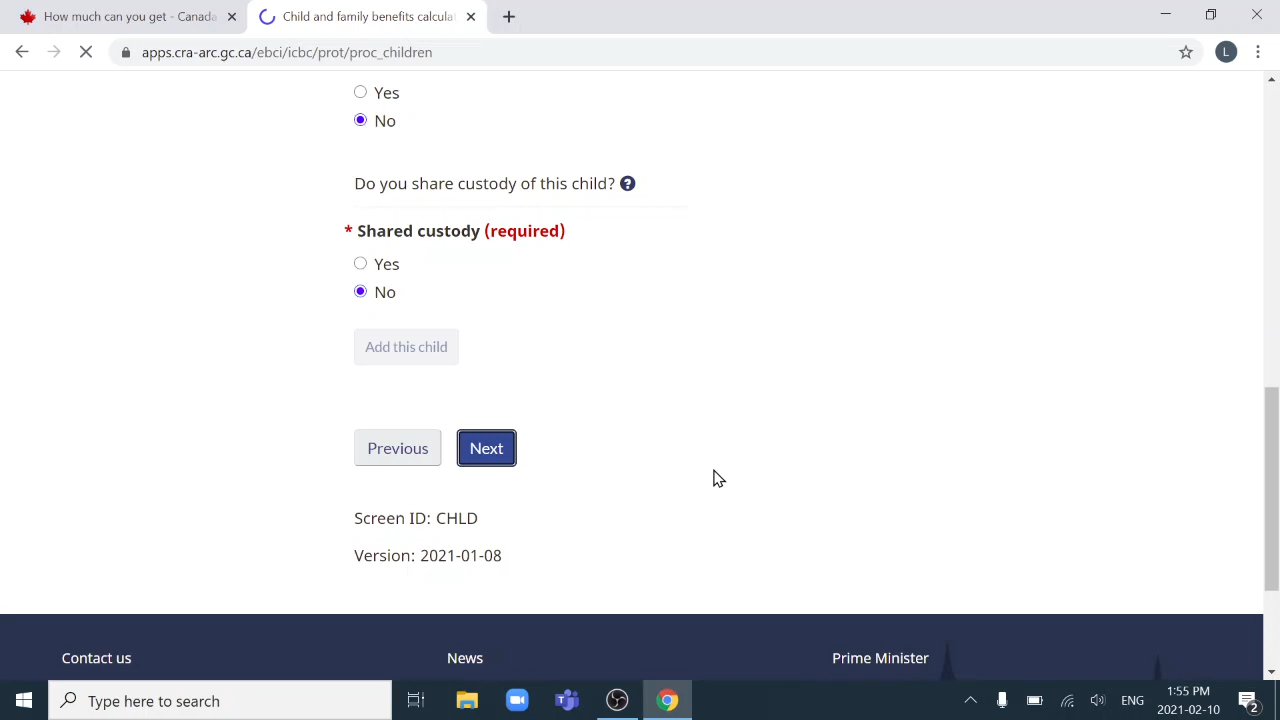 How much can you get - Canada
Child and family benefits calculat
apps.cra-arc.gc.ca/ebci/icbc/prot/proc_children
L
Yes
No
Do you share custody of this child? ?
* Shared custody (required)
Yes
No
Add this child
Previous
Next
Screen ID: CHLD
Version: 2021-01-08
Contact us
News
Prime Minister
Type here to search
ENG
1:55 PM
2021-02-10
2